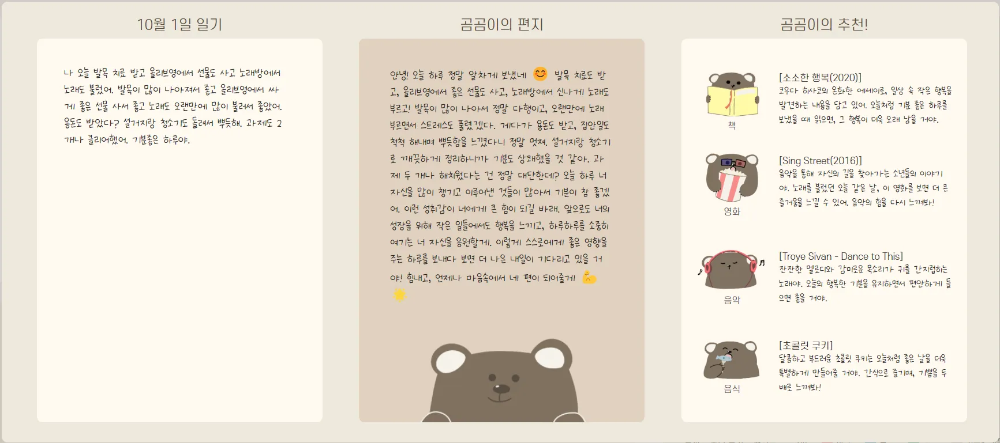 10월 1일 일기
나 오늘 발목 치료 받고 올리브영에서 선물도 사고 노래방에서
노래도 불렀어. 발목이 많이 나아져서 좋고 올리브영에서 싸
게 좋은 선물 사서 좋고 노래도 오랜만에 많이 불러서 좋았어.
용돈도 받았다? 설거지랑 청소기도 돌려서 뿌듯해. 과제도 2
개나 클리어했어. 기분좋은 하루야.
곰곰이의 편지
안녕! 오늘 하루 정말 알차게 보냈네 😊 발목 치료도 받
고, 올리브영에서 좋은 선물도 사고, 노래방에서 신나게 노래도
부르고! 발목이 많이 나아서 정말 다행이고, 오랜만에 노래
부르면서 스트레스도 풀렸겠다. 게다가 용돈도 받고, 집안일도
척척 해내며 뿌듯함을 느꼈다니 정말 멋져. 설거지랑 청소기
로 깨끗하게 정리하니까 기분도 상쾌했을 것 같아. 과
제 두 개나 해치웠다는 건 정말 대단한데? 오늘 하루 너
자신을 많이 챙기고 이루어낸 것들이 많아서 기분이 참 좋겠
어. 이런 성취감이 너에게 큰 힘이 되길 바래. 앞으로도 너의
성장을 위해 작은 일들에서도 행복을 느끼고, 하루하루를 소중히
여기는 너 자신을 응원할게. 이렇게 스스로에게 좋은 영향을
주는 하루를 보내다 보면 더 나은 내일이 기다리고 있을 거
야! 힘내고, 언제나 마음속에서 네 편이 되어줄게 💪
🌟
곰곰이의 추천!
[소소한 행복(2020)]
코우다 히사코의 온화한 에세이로, 일상 속 작은 행복을
발견하는 내용을 담고 있어. 오늘처럼 기분 좋은 하루를
보냈을 때 읽으면, 그 행복이 더욱 오래 남을 거야.
책
[Sing Street(2016)]
음악을 통해 자신의 길을 찾아가는 소년들의 이야기
야. 노래를 불렀던 오늘 같은 날, 이 영화를 보면 더 큰
즐거움을 느낄 수 있어. 음악의 힘을 다시 느껴봐!
영화
[Troye Sivan - Dance to This]
잔잔한 멜로디와 감미로운 목소리가 귀를 간지럽히는
노래야. 오늘의 행복한 기분을 유지하면서 편안하게 들
으면 좋을 거야.
음악
[초콜릿 쿠키]
달콤하고 부드러운 초콜릿 쿠키는 오늘처럼 좋은 날을 더욱
특별하게 만들어줄 거야. 간식으로 즐기며, 기쁨을 두
배로 느껴봐!
음식